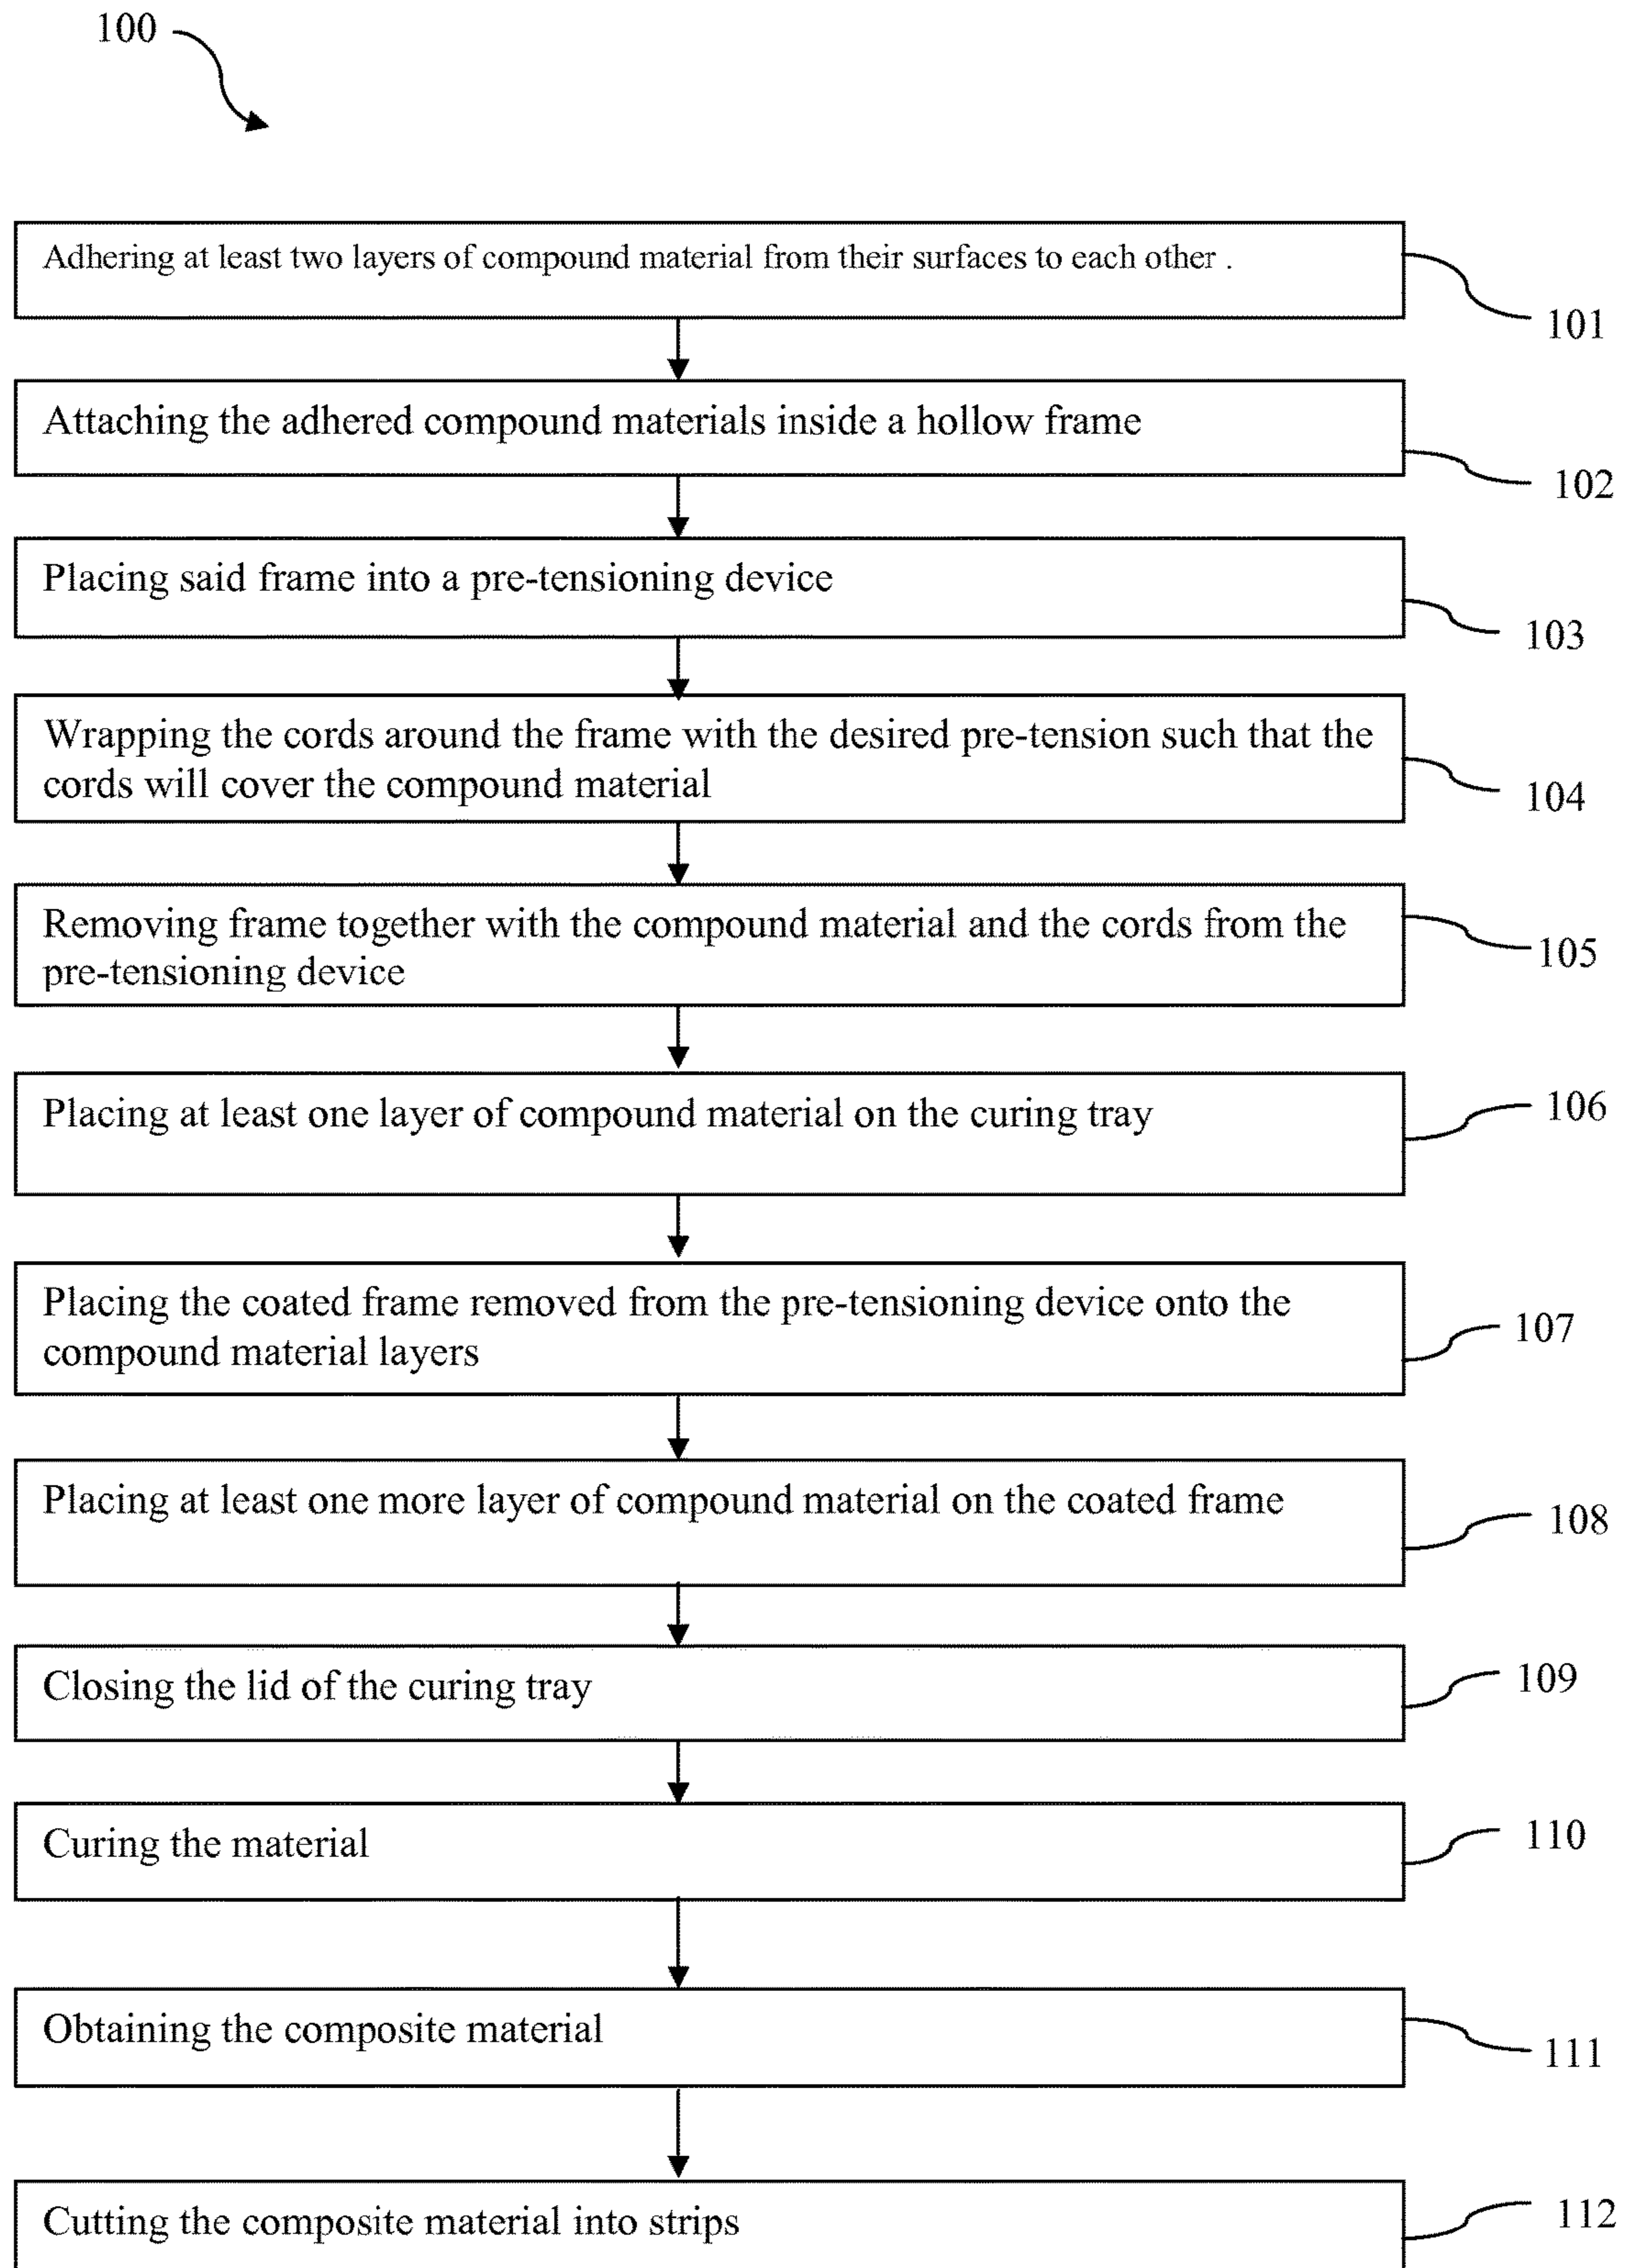 100
Adhering at least two layers of compound material from their surfaces to each other .
101
Attaching the adhered compound materials inside a hollow frame
102
Placing said frame into a pre-tensioning device
103
Wrapping the cords around the frame with the desired pre-tension such that the
cords will cover the compound material
104
Removing frame together with the compound material and the cords from the
pre-tensioning device
105
Placing at least one layer of compound material on the curing tray
106
Placing the coated frame removed from the pre-tensioning device onto the
compound material layers
107
Placing at least one more layer of compound material on the coated frame
108
Closing the lid of the curing tray
109
Curing the material
110
Obtaining the composite material
111
Cutting the composite material into strips
112